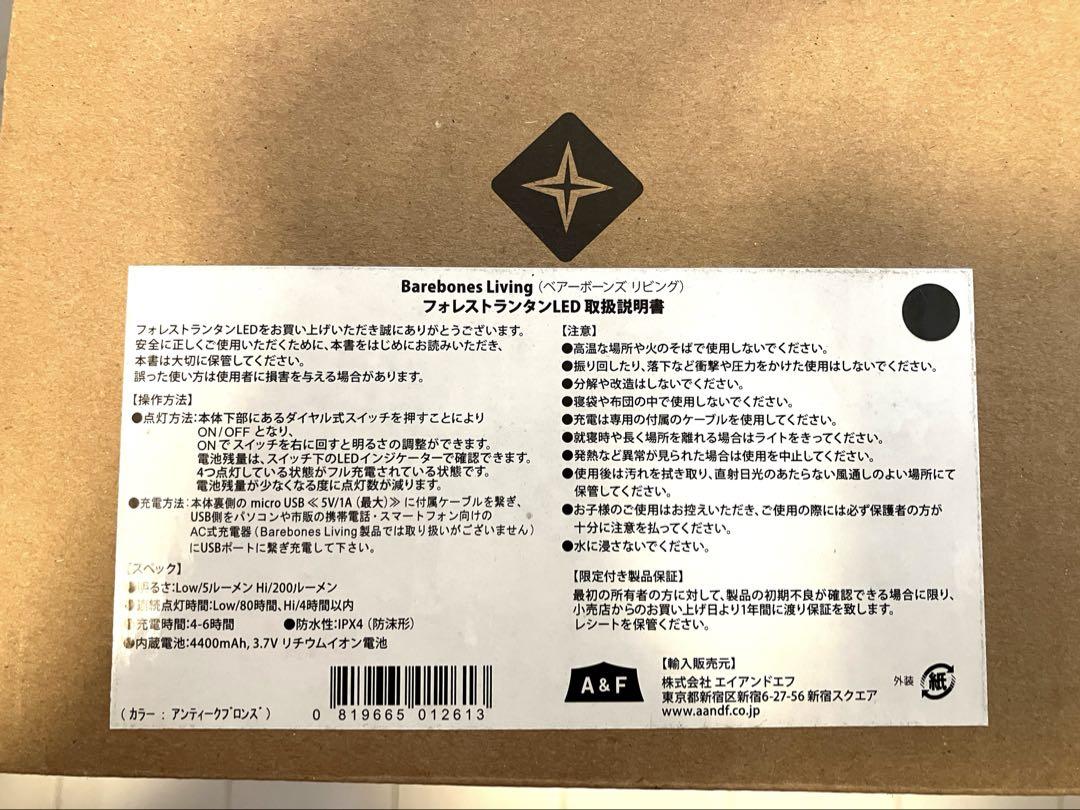 Barebones Living (ベアーボーンズ リビング)
フォレストランタンLED 取扱説明書
フォレストランタンLEDをお買い上げいただき誠にありがとうございます。
安全に正しくご使用いただくために、本書をはじめにお読みいただき、
本書は大切に保管してください。
誤った使い方は使用者に損害を与える場合があります。
【操作方法】
●点灯方法:本体下部にあるダイヤル式スイッチを押すことにより
ON/OFF となり、
ONで スイッチを右に回すと明るさの調整ができます。
電池残量は、スイッチ下のLEDインジケーターで確認できます。
4つ点灯している状態がフル充電されている状態です。
電池残量が少なくなる度に点灯数が減ります。
●充電方法:本体裏側の micro USB ≪ 5V/1A (最大)≫ に付属ケーブルを繋ぎ、
USB側をパソコンや市販の携帯電話・スマートフォン向けの
AC式充電器 (Barebones Living 製品では取り扱いがございません)
にUSBポートに繋ぎ充電して下さい。
【スペック】
●明るさ:Low/5ルーメン Hi/200ルーメン
●連続点灯時間:Low/80時間、Hi/4時間以内
●充電時間:4-6時間 ●防水性:IPX4 (防沫形)
●内蔵電池:4400mAh, 3.7V リチウムイオン電池
(カラー : アンティークブロンズ)
0 819665 012613
【注意】
●高温な場所や火のそばで使用しないでください。
●振り回したり、落下など衝撃や圧力をかけた使用はしないでください。
●分解や改造はしないでください。
●寝袋や布団の中で使用しないでください。
●充電は専用の付属のケーブルを使用してください。
●就寝時や長く場所を離れる場合はライトをきってください。
●発熱など異常が見られた場合は使用を中止してください。
●使用後は汚れを拭き取り、直射日光のあたらない風通しのよい場所にて
保管してください。
●お子様のご使用はお控えいただき、ご使用の際には必ず保護者の方が
十分に注意を払ってください。
●水に浸さないでください。
【限定付き製品保証】
最初の所有者の方に対して、製品の初期不良が確認できる場合に限り、
小売店からのお買い上げ日より1年間に渡り保証を致します。
レシートを保管ください。
A & F
【輸入販売元】
株式会社 エイアンドエフ
東京都新宿区新宿6-27-56 新宿スクエア
www.aandf.co.jp
外装 紙